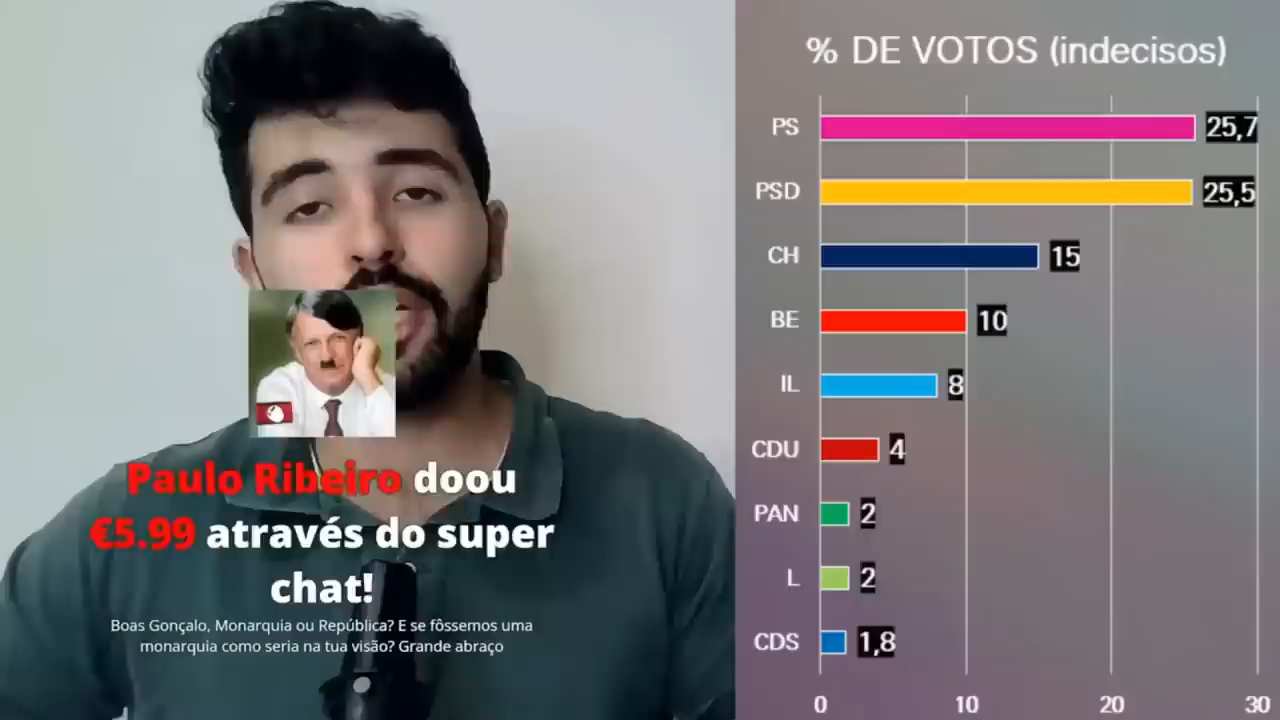 % DE VOTOS (indecisos)
PS 25,7
PSD 25,5
CH 15
BE 10
IL 8
CDU 4
PAN 2
L 2
CDS 1,8
0 10 20 30
Paulo Ribeiro doou
€5.99 através do super
chat!
Boas Gonçalo, Monarquia ou República? E se fôssemos uma
monarquia como seria na tua visão? Grande abraço